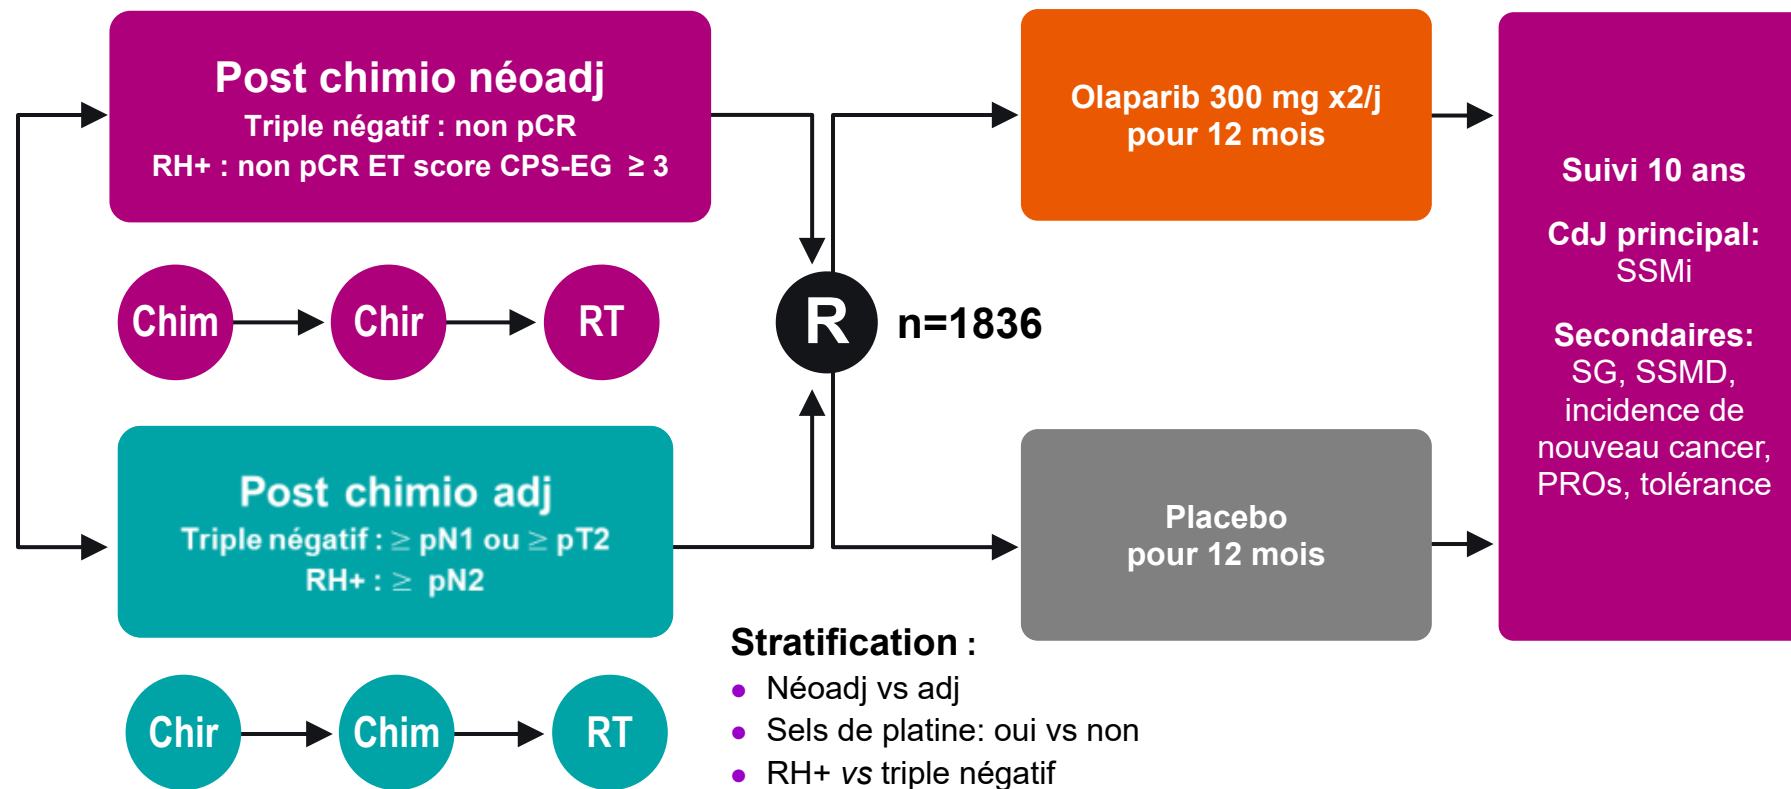 Post chimio néoadj
Triple négatif : non pCR
RH+ : non pCR ET score CPS-EG ≥ 3
Chim
Chir
RT
Post chimio adj
Triple négatif : ≥ pN1 ou ≥ pT2
RH+ : ≥ pN2
Chir
Chim
RT
R
n=1836
Stratification :
● Néoadj vs adj
● Sels de platine: oui vs non
● RH+ vs triple négatif
Olaparib 300 mg x2/j
pour 12 mois
Placebo
pour 12 mois
Suivi 10 ans
CdJ principal:
SSMi
Secondaires:
SG, SSMD,
incidence de
nouveau cancer,
PROs, tolérance